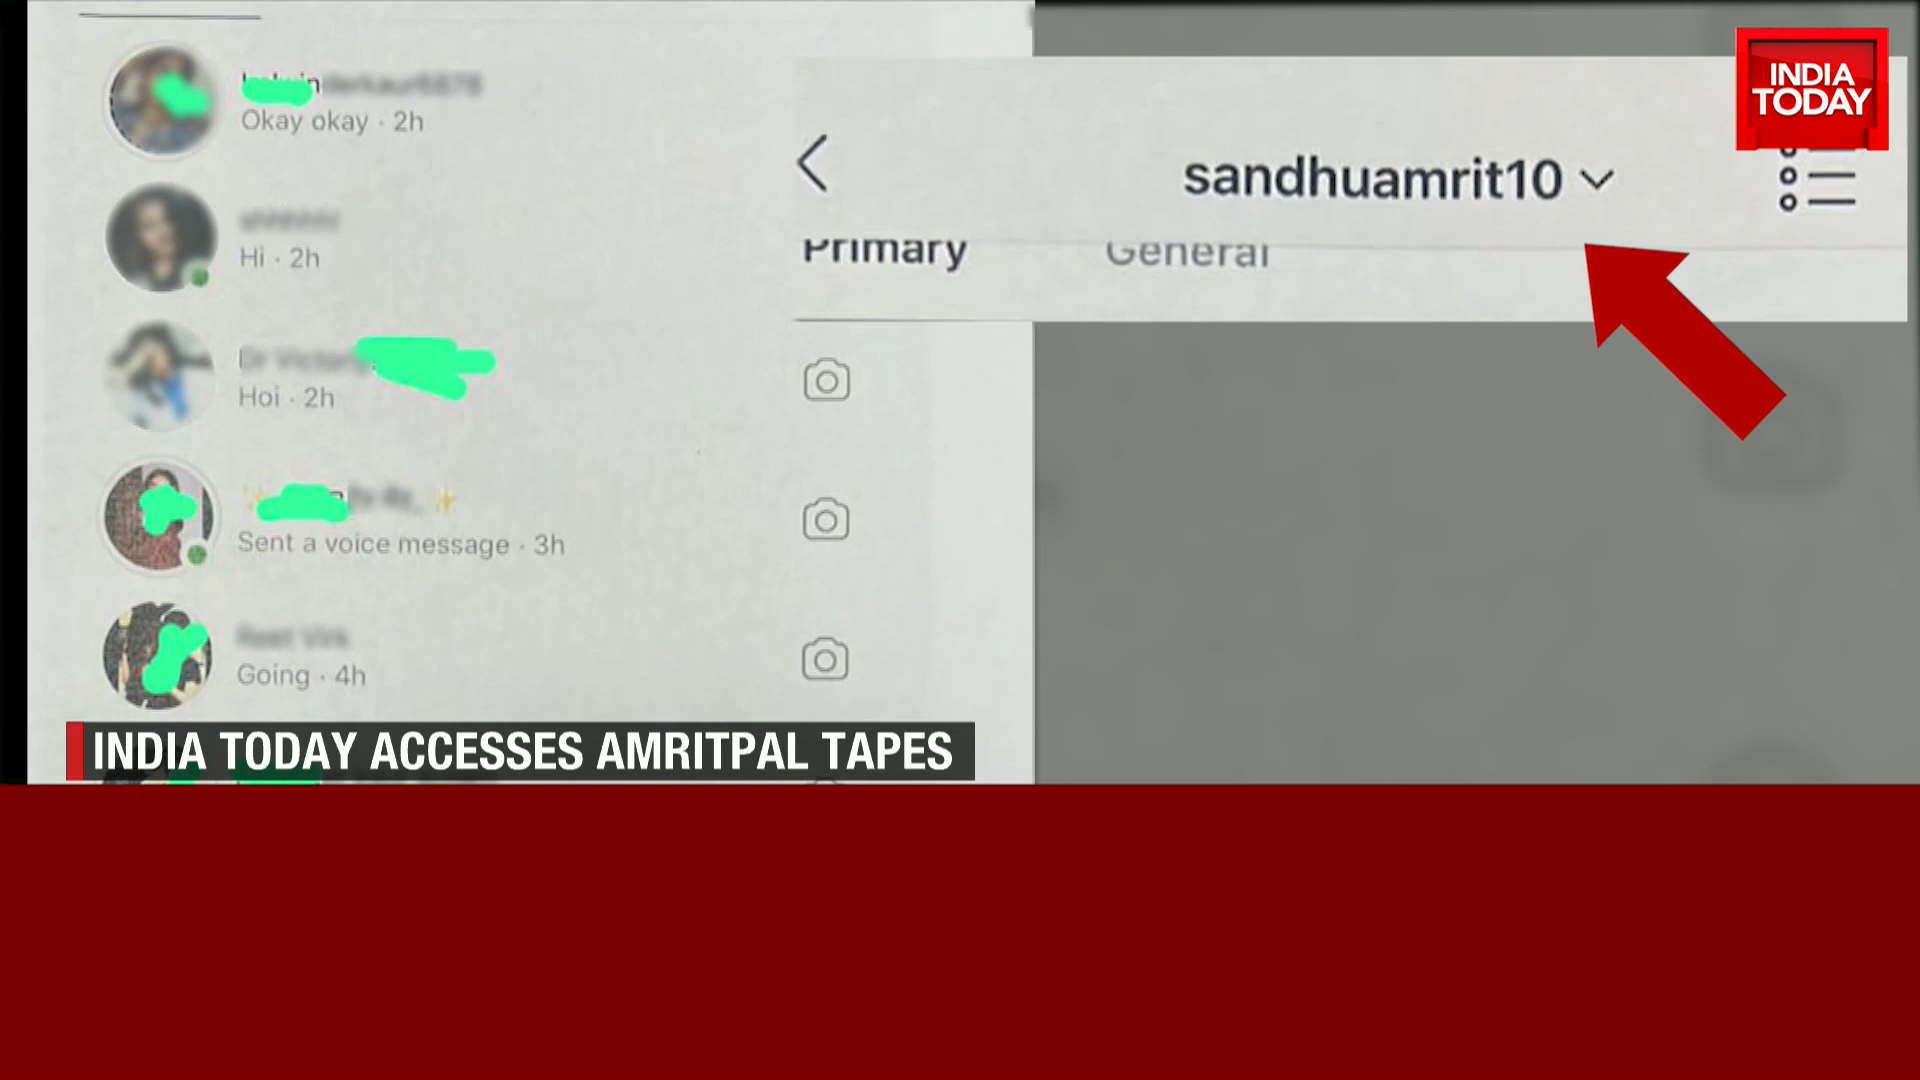 Okay okay · 2h
Hi · 2h
Hoi · 2h
Sent a voice message · 3h
Going · 4h
sandhuamrit10
Primary General
INDIA
TODAY
INDIA TODAY ACCESSES AMRITPAL TAPES